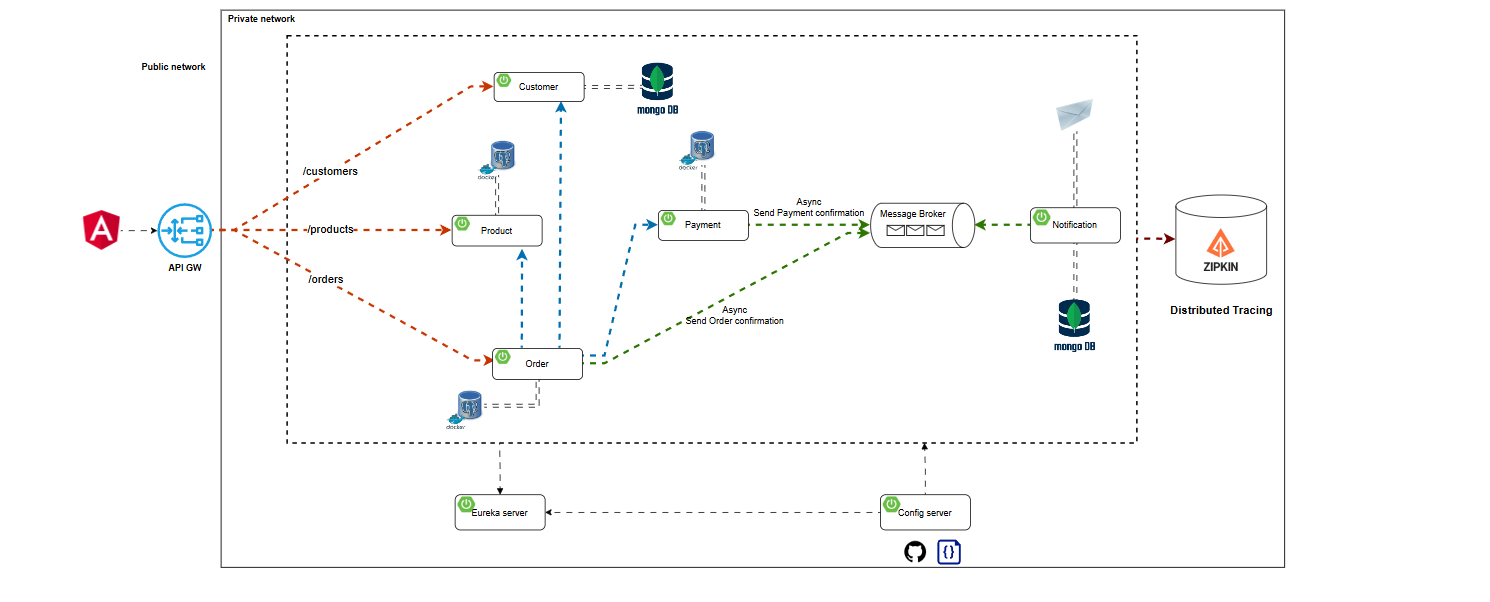 Private network
Public network
Customer
mongo DB
docker
docker
/customers
Async
Send Payment confirmation
Message Broker
Product
Payment
Notification
/products
API GW
ZIPKIN
/orders
Distributed Tracing
Async
Send Order confirmation
mongo DB
Order
docker
Eureka server
Config server
{}